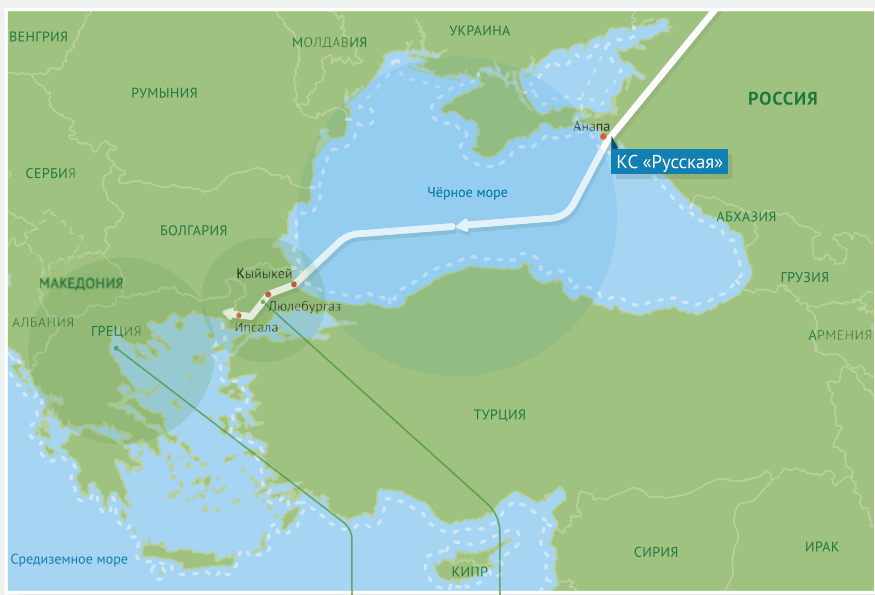 УКРАИНА
ВЕНГРИЯ
МОЛДАВИЯ
РУМЫНИЯ
РОССИЯ
Анапа
КС «Русская»
СЕРБИЯ
Чёрное море
АБХАЗИЯ
БОЛГАРИЯ
Кыйыкей
ГРУЗИЯ
МАКЕДОНИЯ
Люлебургаз
АЛБАНИЯ
ГРЕЦИЯ
Ипсала
АРМЕНИЯ
ТУРЦИЯ
Средиземное море
КИПР
СИРИЯ
ИРАК